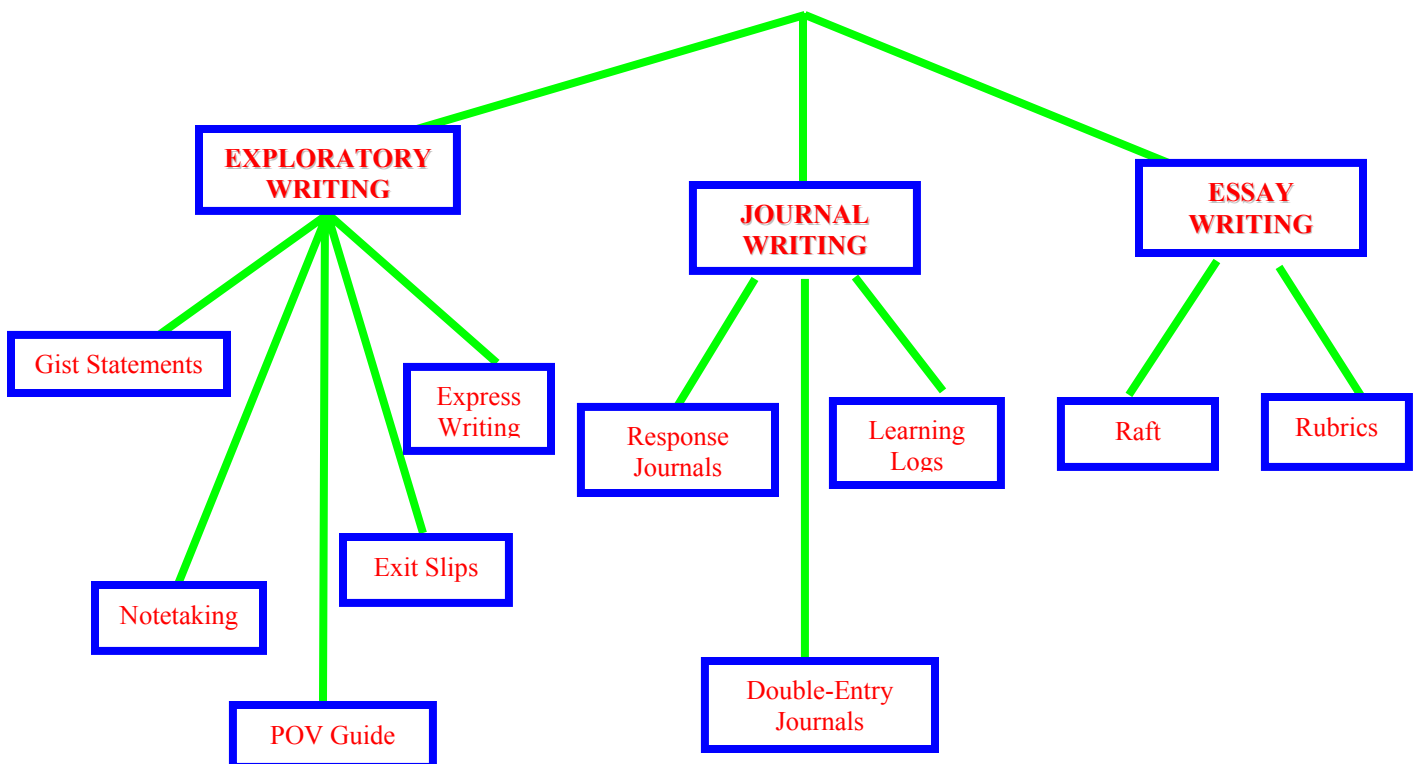 EXPLORATORY
WRITING
JOURNAL
WRITING
ESSAY
WRITING
Gist Statements
Express
Writing
Response
Journals
Learning
Logs
Raft
Rubrics
Exit Slips
Notetaking
POV Guide
Double-Entry
Journals